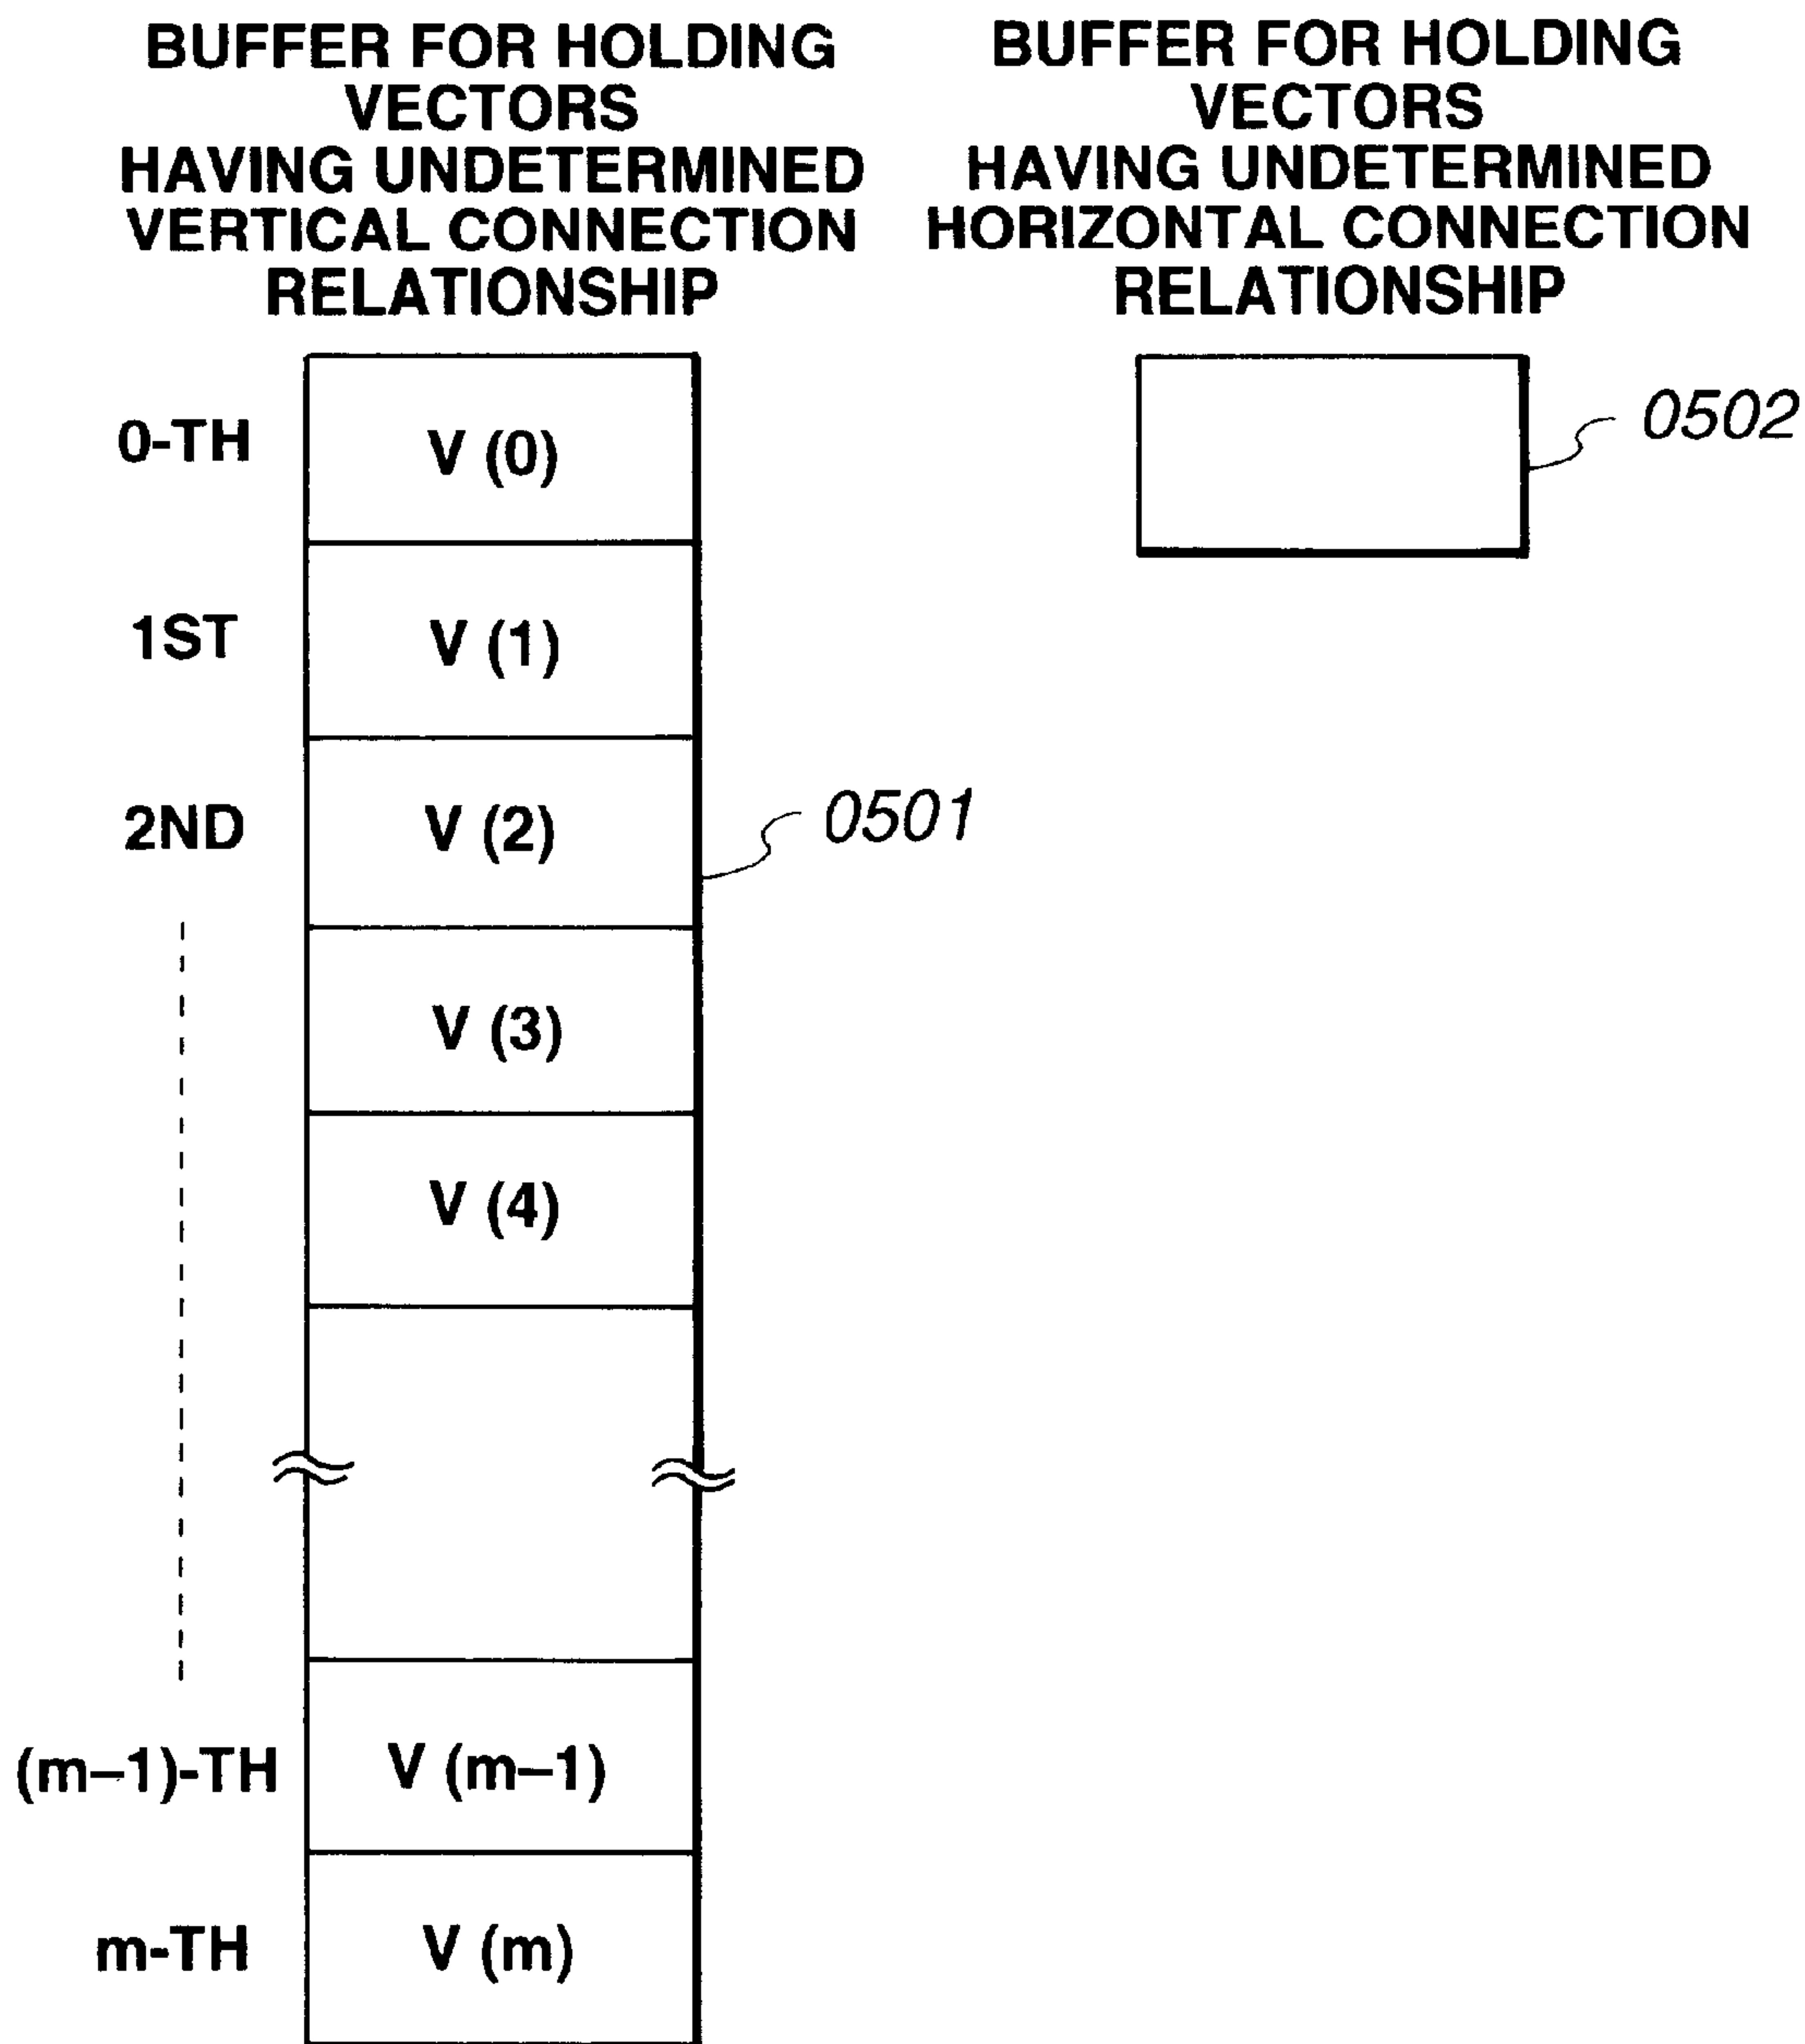 BUFFER FOR HOLDING
VECTORS
HAVING UNDETERMINED
VERTICAL CONNECTION
RELATIONSHIP
BUFFER FOR HOLDING
VECTORS
HAVING UNDETERMINED
HORIZONTAL CONNECTION
RELATIONSHIP
0-TH V (0)
0502
1ST V (1)
2ND V (2)
0501
V (3)
V (4)
(m–1)-TH V (m–1)
m-TH V (m)